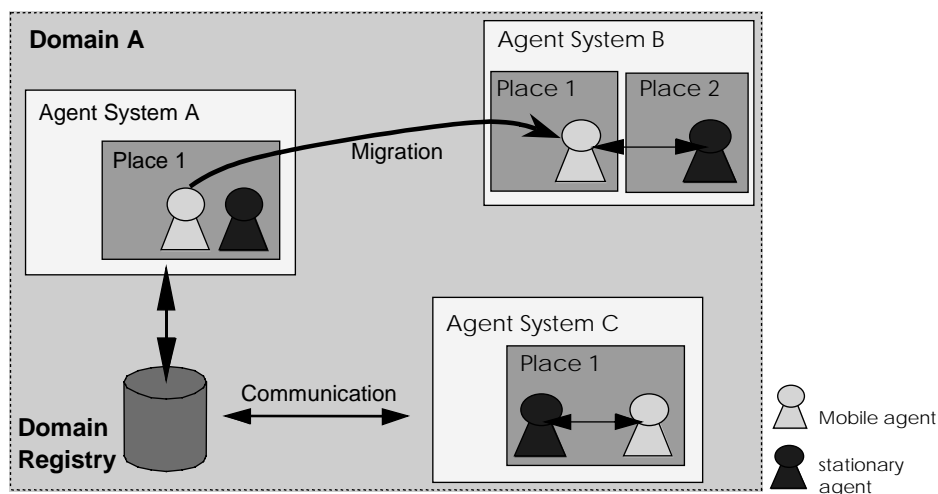 Domain A
Agent System A
Place 1
Migration
Agent System B
Place 1
Place 2
Agent System C
Place 1
Communication
Domain
Registry
Mobile agent
stationary
agent